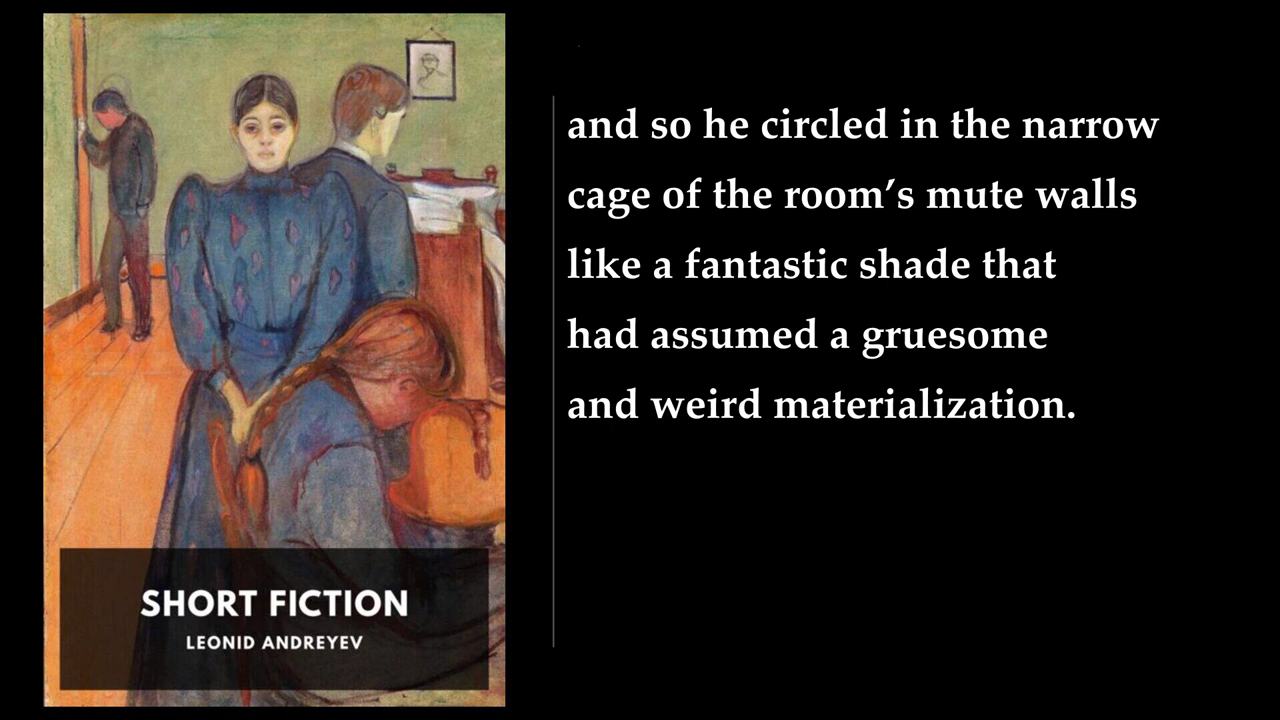 SHORT FICTION
LEONID ANDREYEV
and so he circled in the narrow
cage of the room’s mute walls
like a fantastic shade that
had assumed a gruesome
and weird materialization.